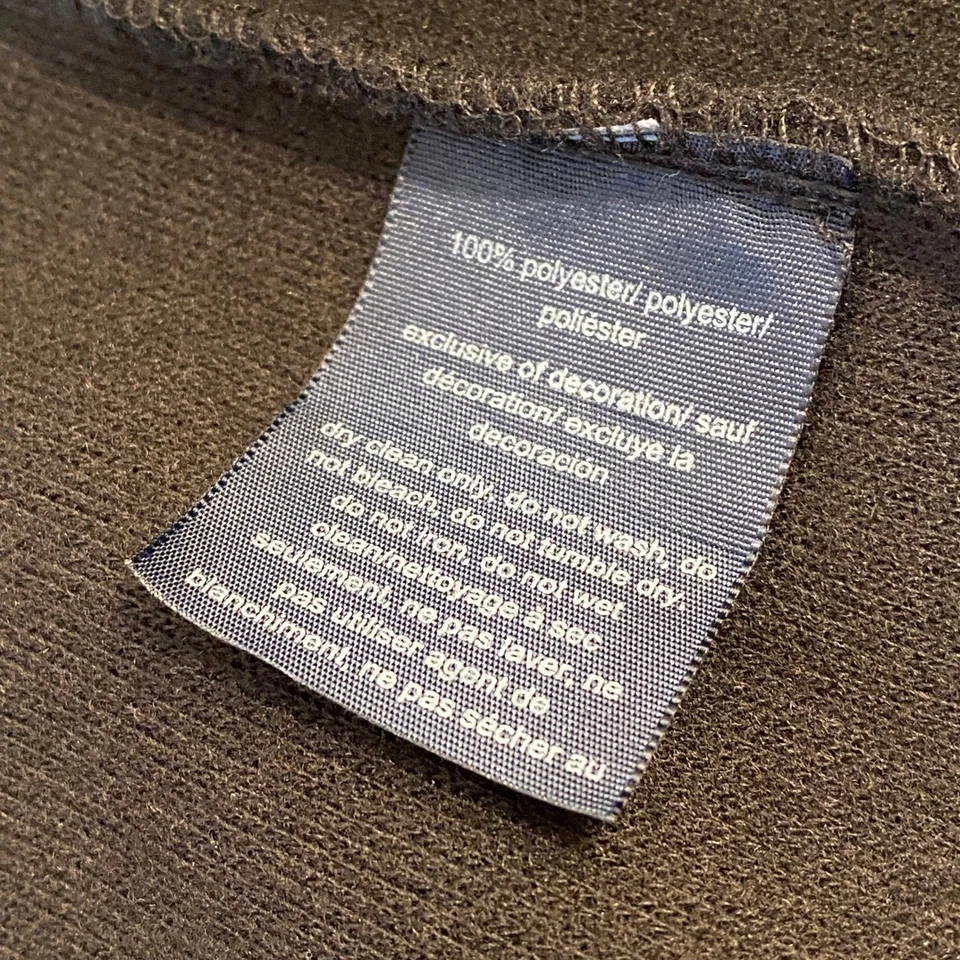 100% polyester/ polyester/
poliéster
exclusive of decoration/ sauf
décoration/ excluye la
decoración
dry clean only, do not wash, do
not bleach, do not tumble dry.
do not iron, do not wet
clean/nettoyage à sec
seulement. ne pas laver. ne
pas utiliser agent de
blanchiment. ne pas sécher au